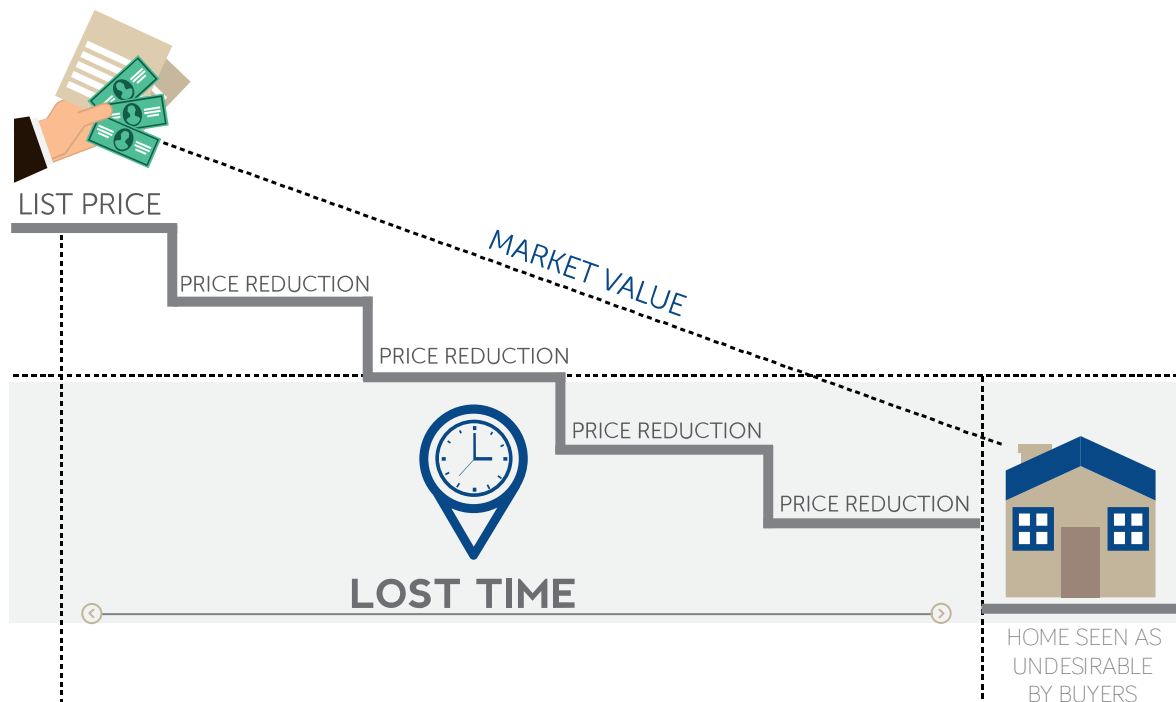 LIST PRICE
MARKET VALUE
PRICE REDUCTION
PRICE REDUCTION
PRICE REDUCTION
PRICE REDUCTION
LOST TIME
HOME SEEN AS
UNDESIRABLE
BY BUYERS